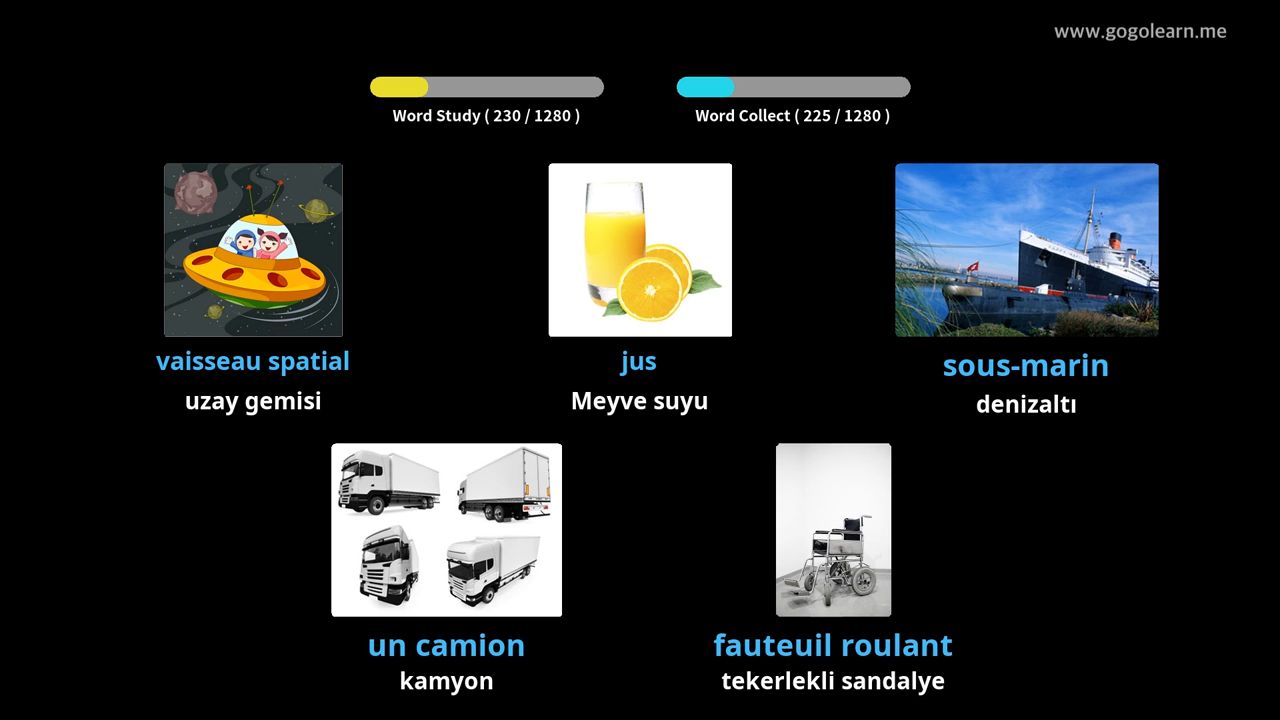 www.gogolearn.me
Word Study ( 230 / 1280 )
Word Collect ( 225 / 1280 )
vaisseau spatial
uzay gemisi
jus
Meyve suyu
sous-marin
denizaltı
un camion
kamyon
fauteuil roulant
tekerlekli sandalye